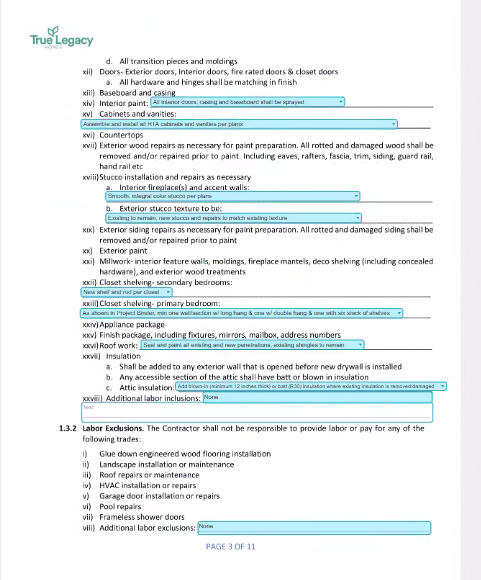 True Legacy
HOMES
d. All transition pieces and moldings
xii) Doors- Exterior doors, Interior doors, fire rated doors & closet doors
a. All hardware and hinges shall be matching in finish
xiii) Baseboard and casing
xiv) Interior paint: All interior doors, casing and baseboard shall be sprayed
xv) Cabinets and vanities:
Assemble and install all RTA cabinets and vanities per plans
xvi) Countertops
xvii) Exterior wood repairs as necessary for paint preparation. All rotted and damaged wood shall be
removed and/or repaired prior to paint. Including eaves, rafters, fascia, trim, siding, guard rail,
hand rail etc
xviii) Stucco installation and repairs as necessary
a. Interior fireplace(s) and accent walls:
Smooth, integral color stucco per plans
b. Exterior stucco texture to be:
Existing to remain, new stucco and repairs to match existing texture
xix) Exterior siding repairs as necessary for paint preparation. All rotted and damaged siding shall be
removed and/or repaired prior to paint
xx) Exterior paint
xxi) Millwork- interior feature walls, moldings, fireplace mantels, deco shelving (including concealed
hardware), and exterior wood treatments
xxii) Closet shelving- secondary bedrooms:
New shelf and rod per closet
xxiii) Closet shelving- primary bedroom:
As shown in Project Binder, min one wall/section w/ long hang & one w/ double hang & one with six stack of shelves
xxiv) Appliance package
xxv) Finish package, including fixtures, mirrors, mailbox, address numbers
xxvi) Roof work: Seal and paint all existing and new penetrations, existing shingles to remain
xxvii) Insulation
a. Shall be added to any exterior wall that is opened before new drywall is installed
b. Any accessible section of the attic shall have batt or blown in insulation
c. Attic insulation: Add blown-in (minimum 12 inches thick) or batt (R30) insulation where existing insulation is removed/damaged
xxviii) Additional labor inclusions: None
Text
1.3.2 Labor Exclusions. The Contractor shall not be responsible to provide labor or pay for any of the
following trades:
i) Glue down engineered wood flooring installation
ii) Landscape installation or maintenance
iii) Roof repairs or maintenance
iv) HVAC installation or repairs
v) Garage door installation or repairs
vi) Pool repairs
vii) Frameless shower doors
viii) Additional labor exclusions: None
PAGE 3 OF 11